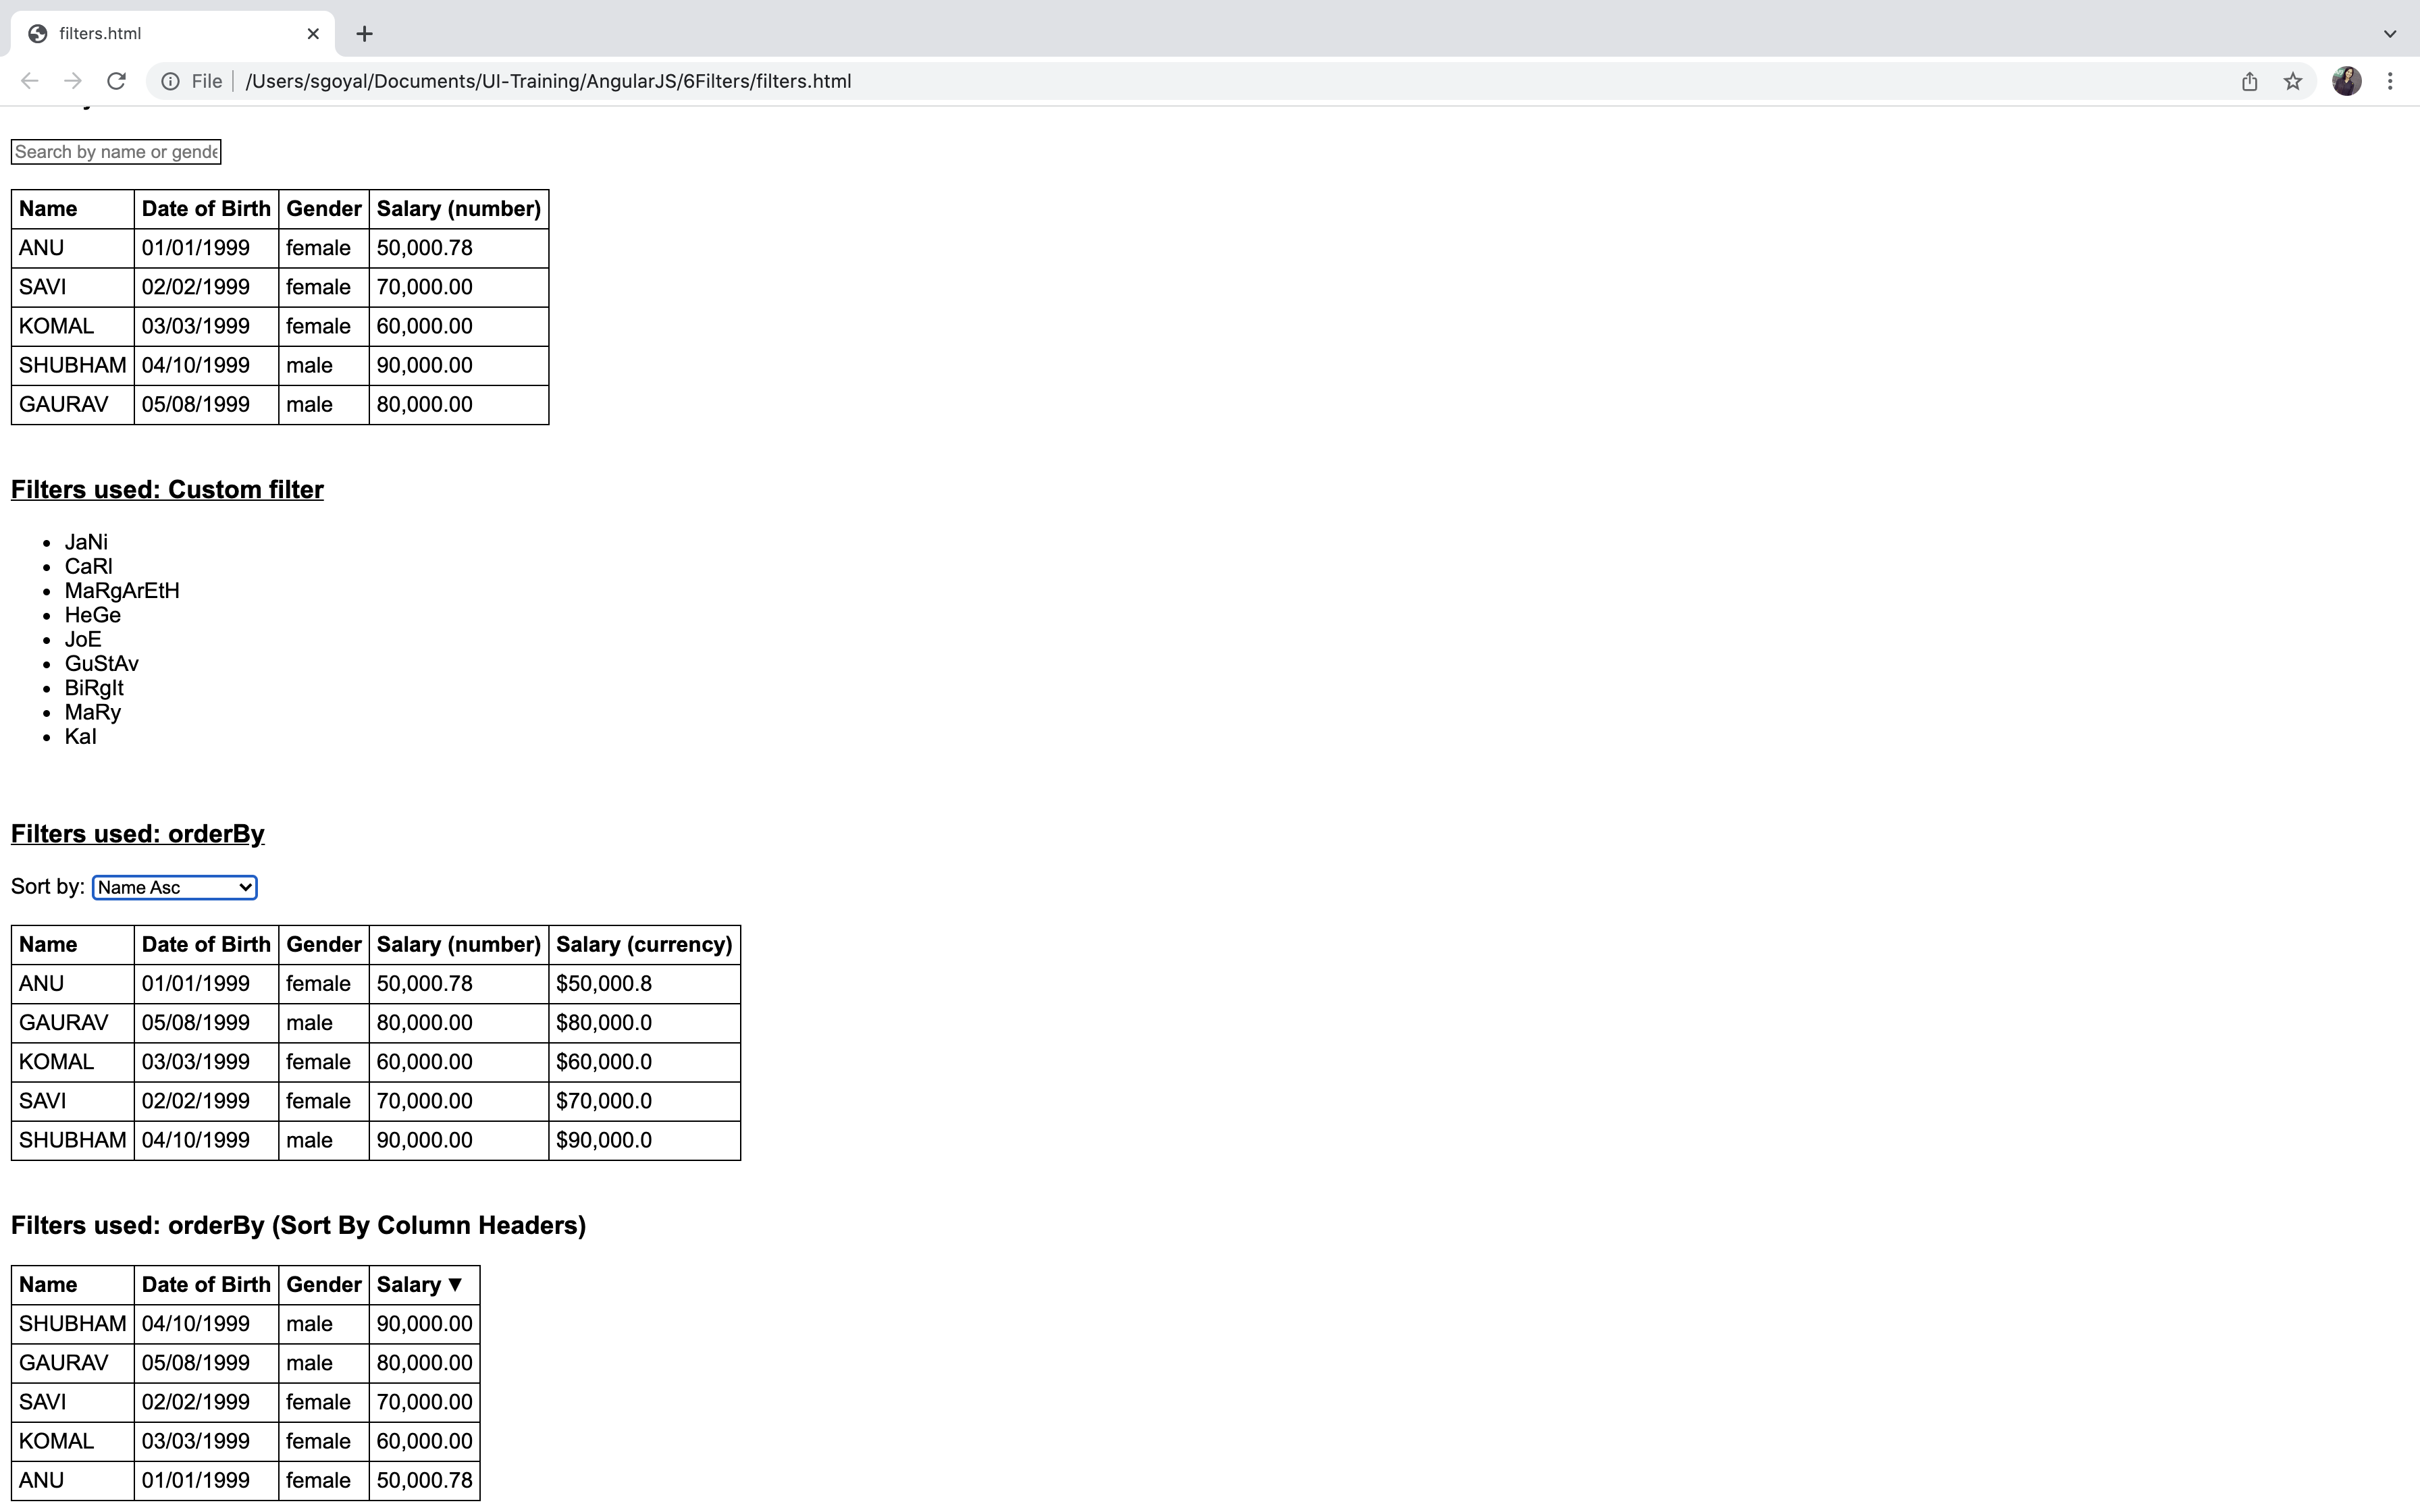 filters.html
File /Users/sgoyal/Documents/UI-Training/AngularJS/6Filters/filters.html
Search by name or gende
Name Date of Birth Gender Salary (number)
ANU 01/01/1999 female 50,000.78
SAVI 02/02/1999 female 70,000.00
KOMAL 03/03/1999 female 60,000.00
SHUBHAM 04/10/1999 male 90,000.00
GAURAV 05/08/1999 male 80,000.00
Filters used: Custom filter
JaNi
CaRl
MaRgArEtH
HeGe
JoE
GuStAv
BiRgIt
MaRy
KaI
Filters used: orderBy
Sort by: Name Asc
Name Date of Birth Gender Salary (number) Salary (currency)
ANU 01/01/1999 female 50,000.78 $50,000.8
GAURAV 05/08/1999 male 80,000.00 $80,000.0
KOMAL 03/03/1999 female 60,000.00 $60,000.0
SAVI 02/02/1999 female 70,000.00 $70,000.0
SHUBHAM 04/10/1999 male 90,000.00 $90,000.0
Filters used: orderBy (Sort By Column Headers)
Name Date of Birth Gender Salary ▼
SHUBHAM 04/10/1999 male 90,000.00
GAURAV 05/08/1999 male 80,000.00
SAVI 02/02/1999 female 70,000.00
KOMAL 03/03/1999 female 60,000.00
ANU 01/01/1999 female 50,000.78